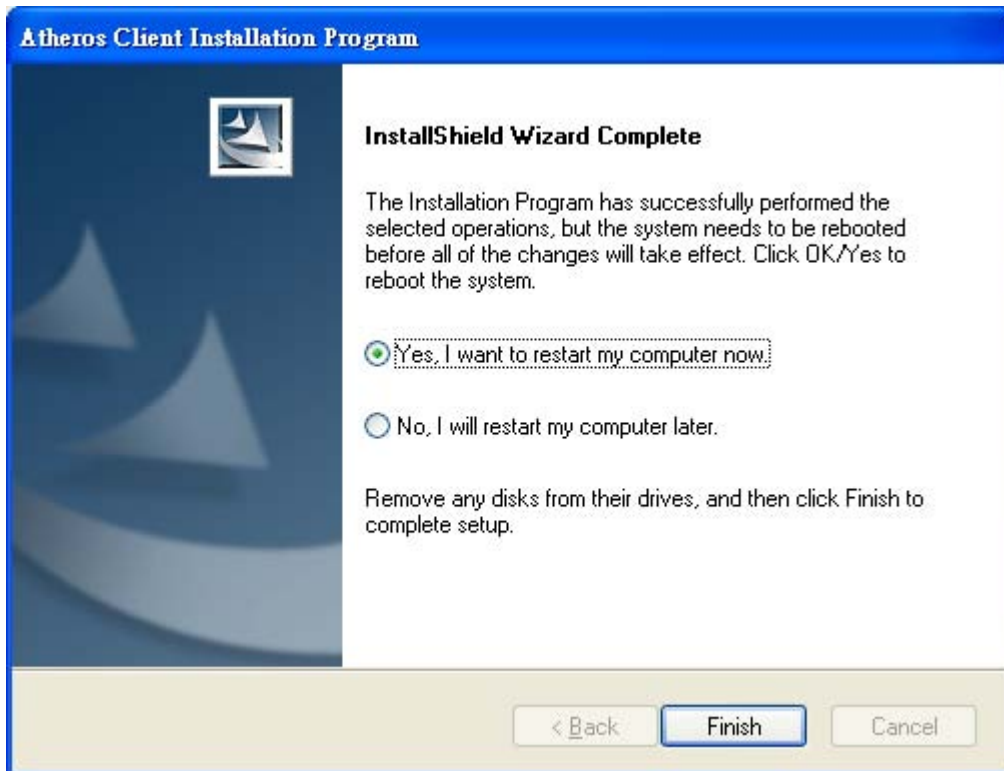 Atheros Client Installation Program
InstallShield Wizard Complete
The Installation Program has successfully performed the
selected operations, but the system needs to be rebooted
before all of the changes will take effect. Click OK/Yes to
reboot the system.
Yes, I want to restart my computer now.
No, I will restart my computer later.
Remove any disks from their drives, and then click Finish to
complete setup.
< Back
Finish
Cancel